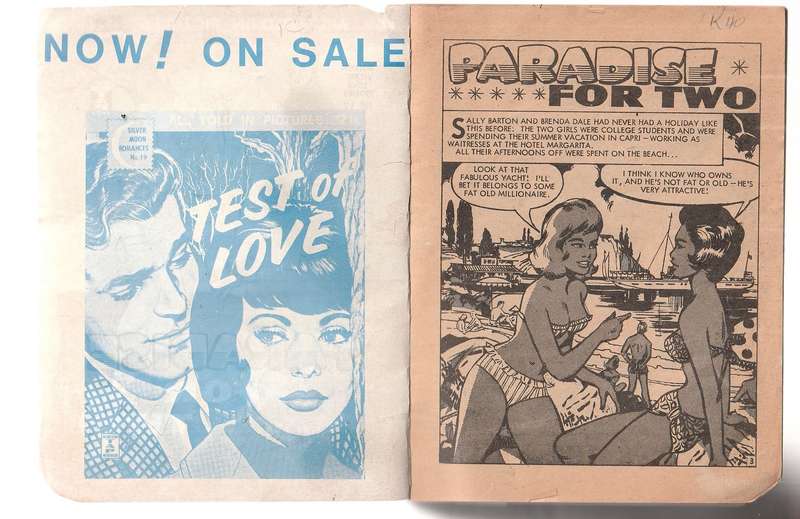 NOW! ON SALE
ALL TOLD IN PICTURES
SILVER
MOON
ROMANCES
No. 19
TEST OF
LOVE
PARADISE *
* * * * * FOR TWO
SALLY BARTON AND BRENDA DALE HAD NEVER HAD A HOLIDAY LIKE
THIS BEFORE: THE TWO GIRLS WERE COLLEGE STUDENTS AND WERE
SPENDING THEIR SUMMER VACATION IN CAPRI – WORKING AS
WAITRESSES AT THE HOTEL MARGARITA.
ALL THEIR AFTERNOONS OFF WERE SPENT ON THE BEACH...
LOOK AT THAT
FABULOUS YACHT! I'LL
BET IT BELONGS TO SOME
FAT OLD MILLIONAIRE.
I THINK I KNOW WHO OWNS
IT, AND HE'S NOT FAT OR OLD – HE'S
VERY ATTRACTIVE!
3